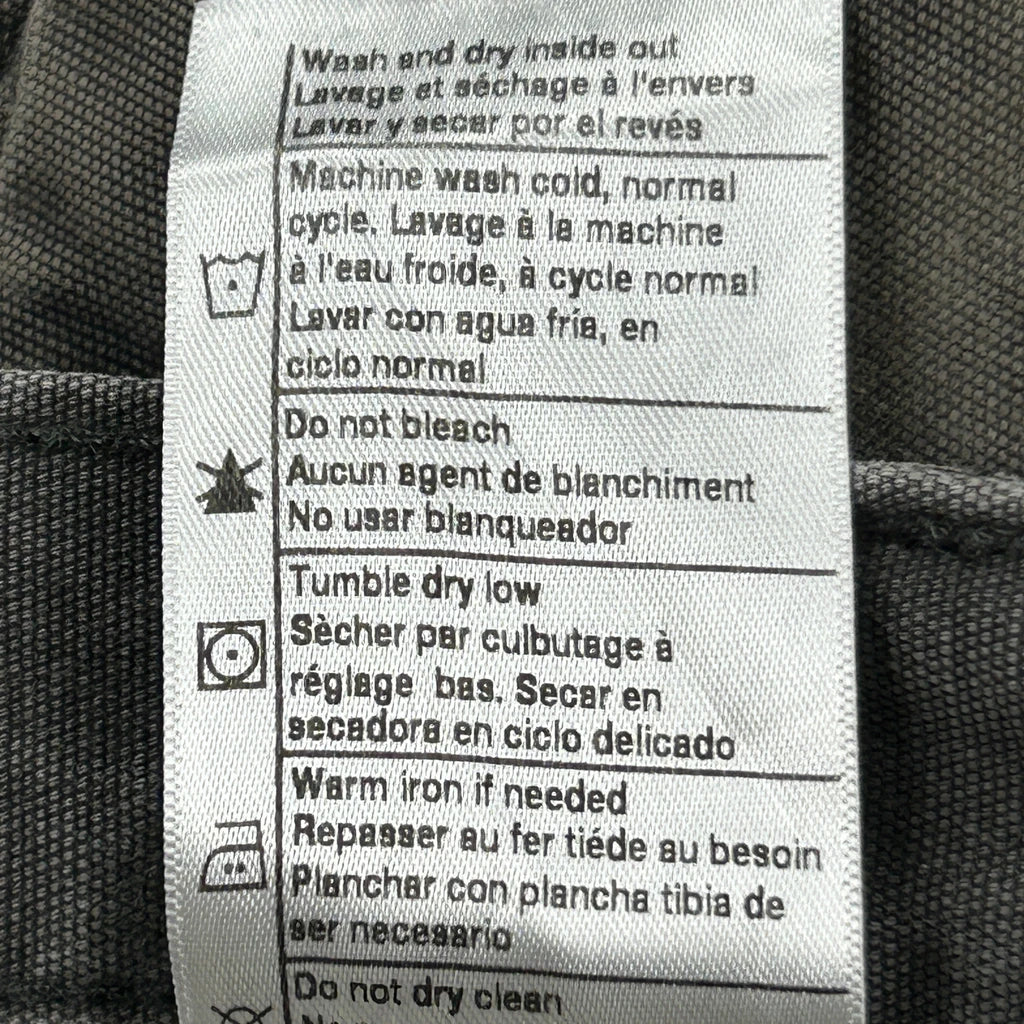 Wash and dry inside out
Lavage et séchage à l'envers
Lavar y secar por el revés
Machine wash cold, normal
cycle. Lavage à la machine
à l'eau froide, à cycle normal
Lavar con agua fría, en
ciclo normal
Do not bleach
Aucun agent de blanchiment
No usar blanqueador
Tumble dry low
Sècher par culbutage à
réglage bas. Secar en
secadora en ciclo delicado
Warm iron if needed
Repasser au fer tiéde au besoin
Planchar con plancha tibia de
ser necesario
Do not dry clean